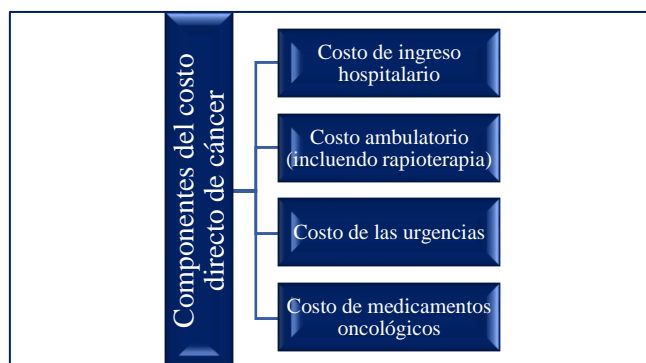 Componentes del costo
directo de cáncer
Costo de ingreso
hospitalario
Costo ambulatorio
(incluendo rapioterapia)
Costo de las urgencias
Costo de medicamentos
oncológicos